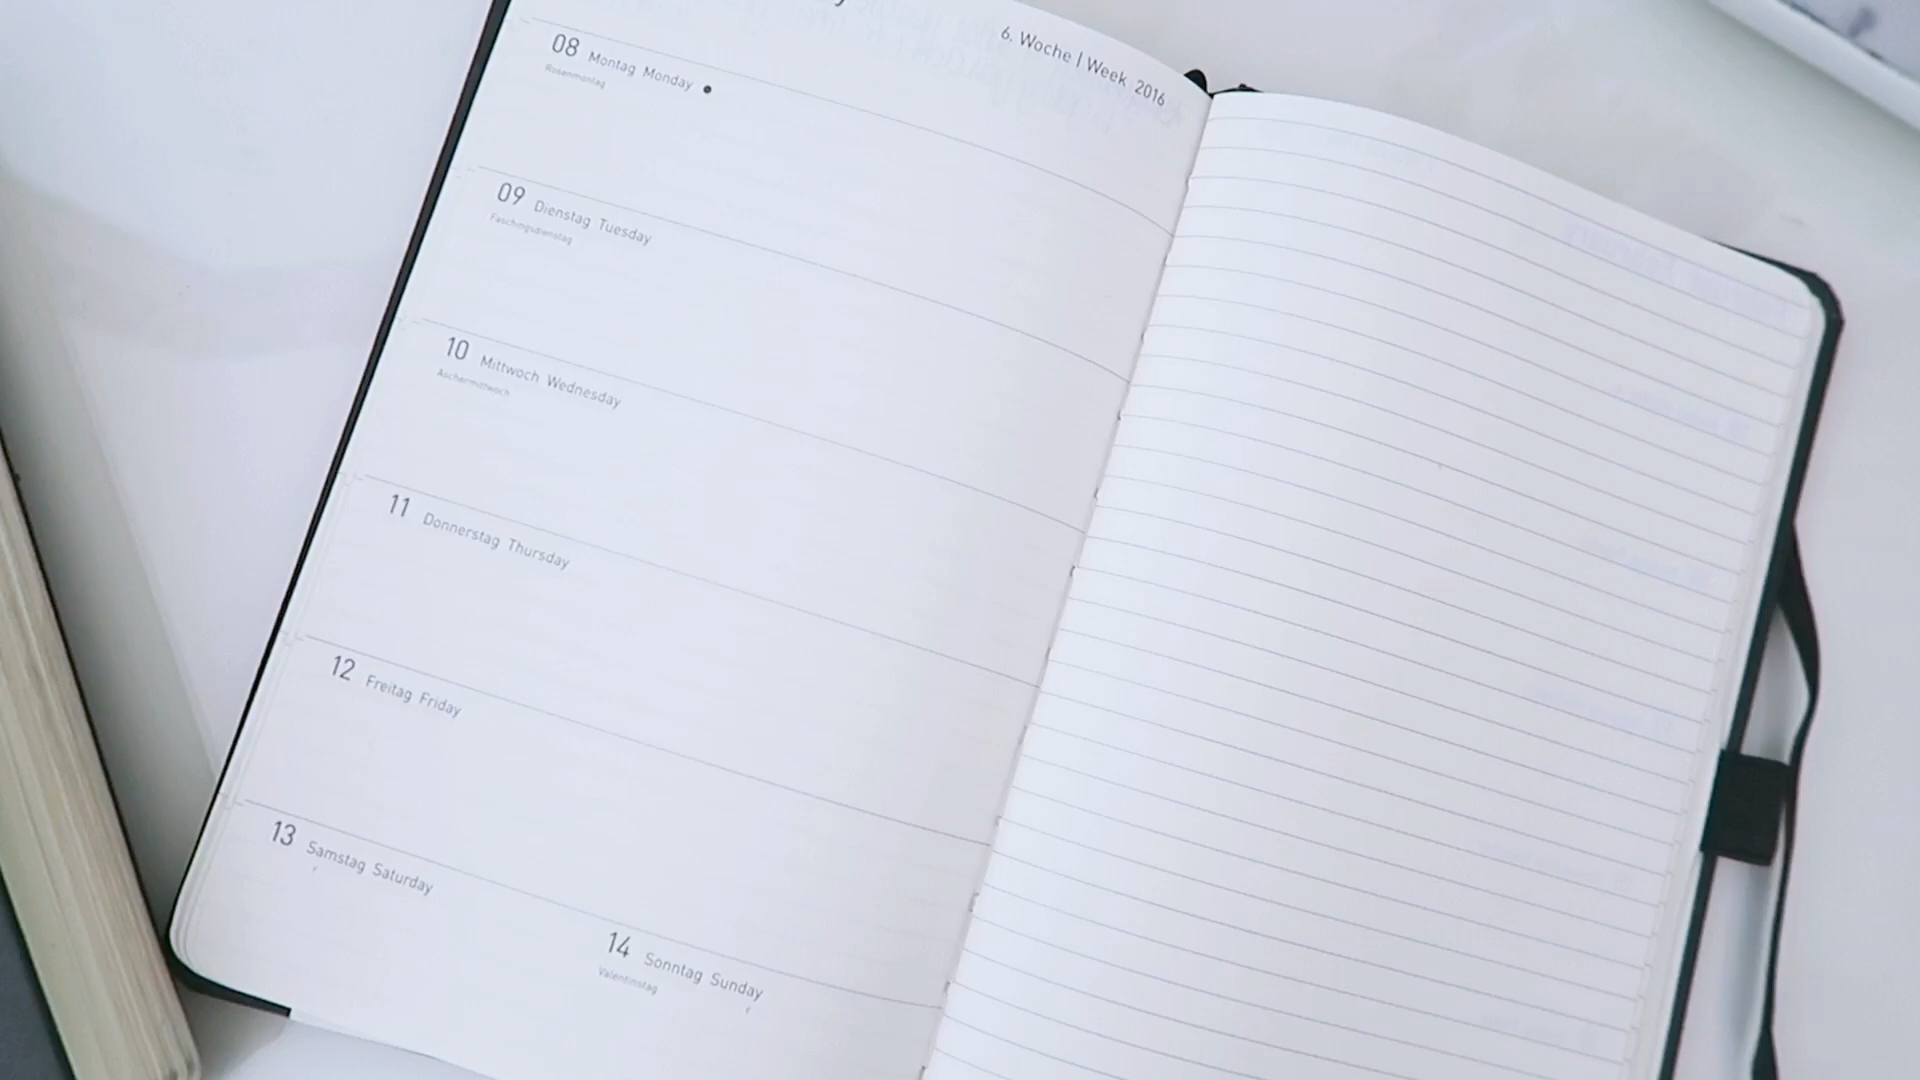 6. Woche | Week 2016
08 Montag Monday
Rosenmontag
09 Dienstag Tuesday
Faschingsdienstag
10 Mittwoch Wednesday
Aschermittwoch
11 Donnerstag Thursday
12 Freitag Friday
13 Samstag Saturday
14 Sonntag Sunday
Valentinstag